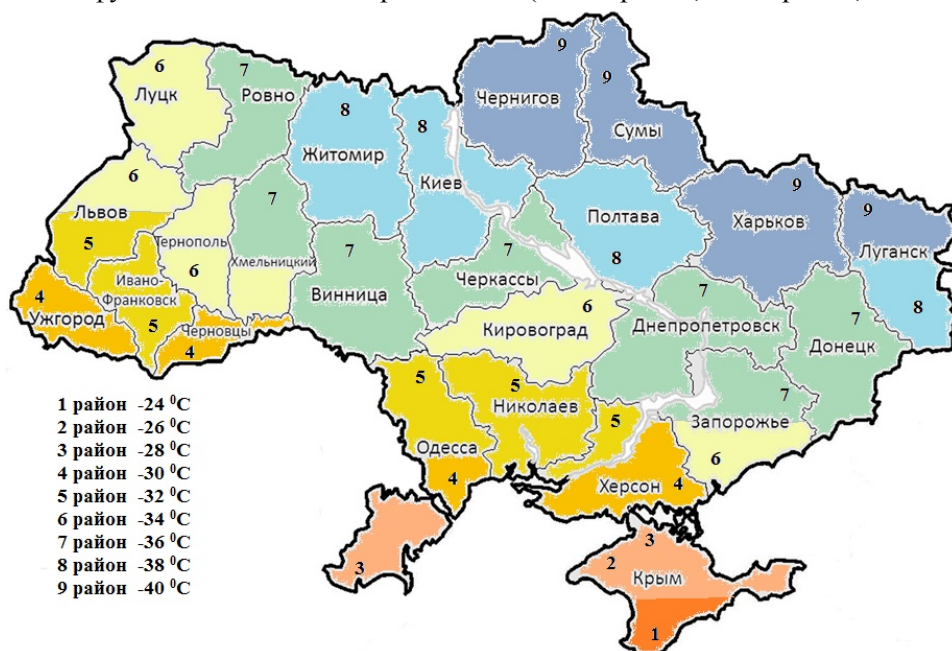 9
6
7
9
Луцк
Ровно
Чернигов
8
8
Сумы
Житомир
Киев
6
7
9
9
Львов
Полтава
Харьков
5
Тернополь
7
7
Луганск
Ивано-
6
Хмельницкий
8
4
Франковск
Винница
Черкассы
7
8
Ужгород
5
Черновцы
6
Днепропетровск
7
4
Кировоград
Донецк
5
5
7
Николаев
5
Запорожье
Одесса
6
4
Херсон
4
3
3
2
Крым
1
1 район -24 ⁰С
2 район -26 ⁰С
3 район -28 ⁰С
4 район -30 ⁰С
5 район -32 ⁰С
6 район -34 ⁰С
7 район -36 ⁰С
8 район -38 ⁰С
9 район -40 ⁰С